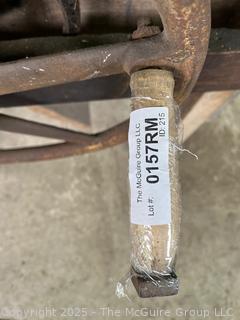 The McGuire Group LLC
ID: 215
Lot #:
0157RM
Copyright 2025 - The McGuire Group LLC